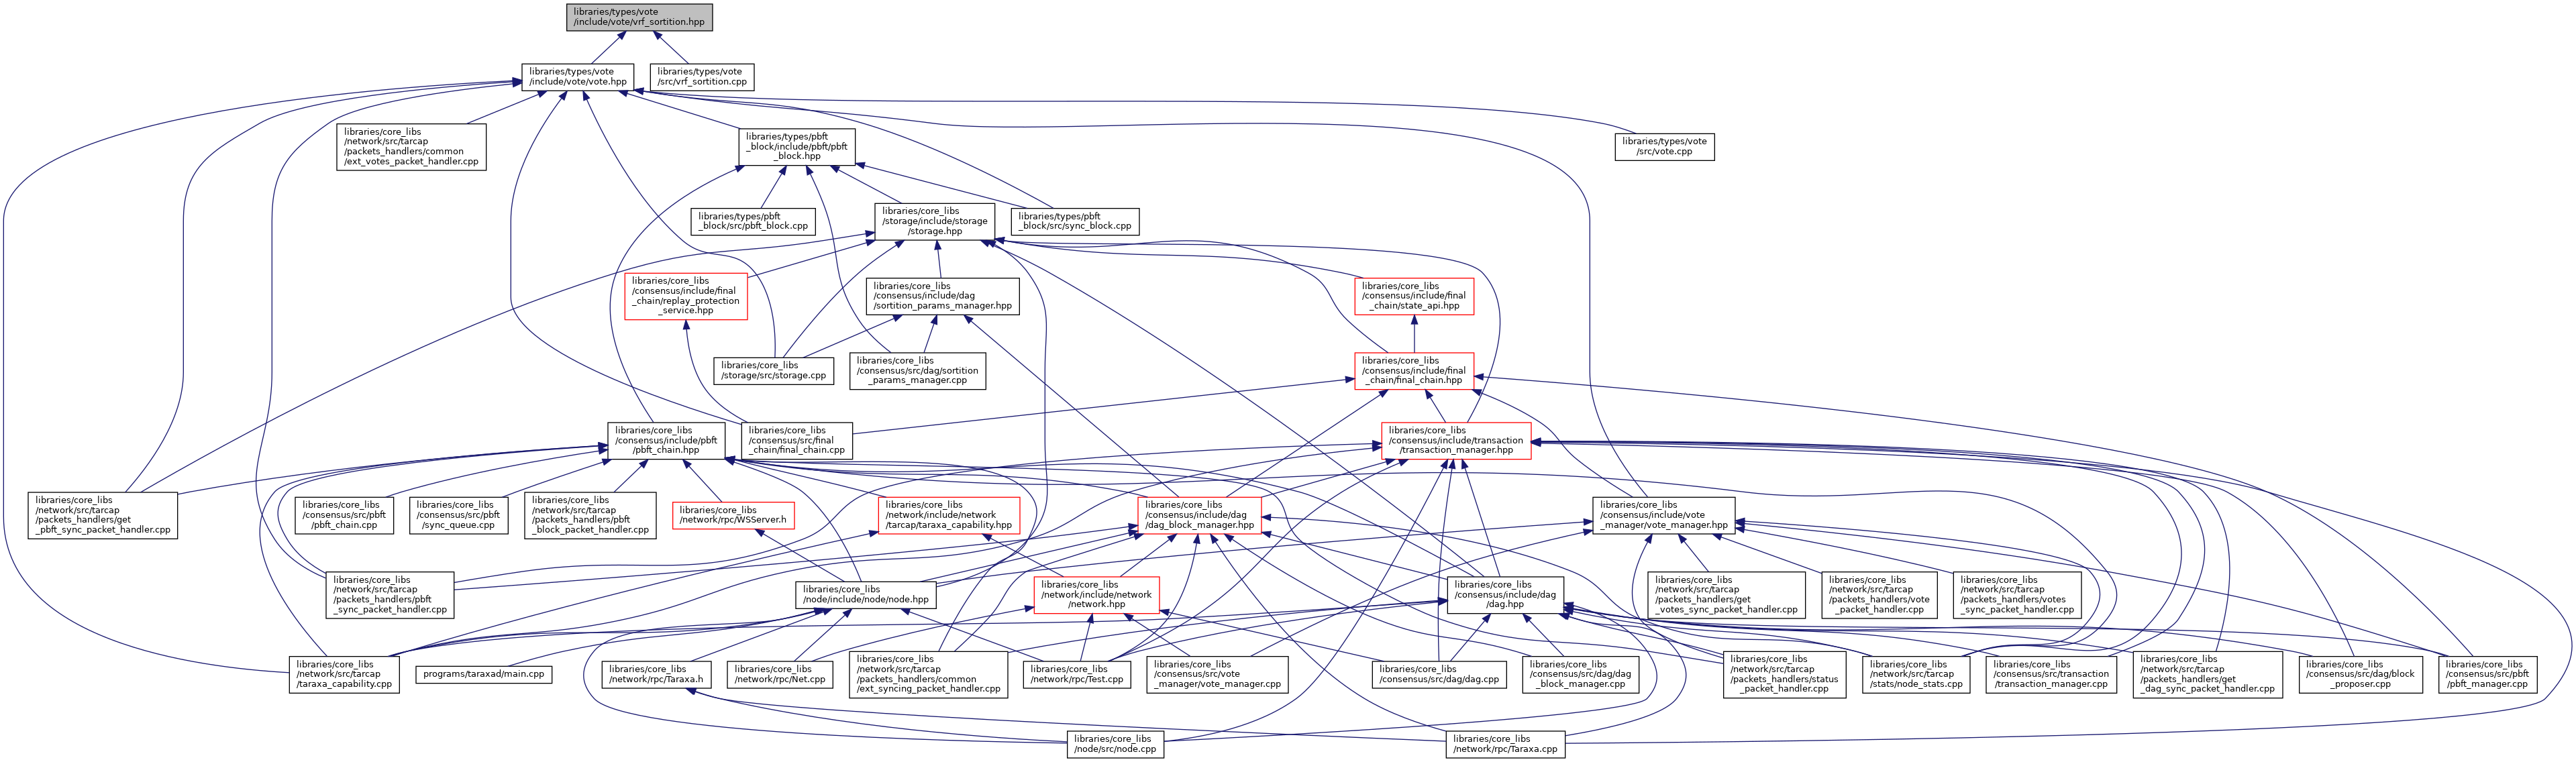 libraries/types/vote
/include/vote/vrf_sortition.hpp
libraries/types/vote
/include/vote/vote.hpp
libraries/types/vote
/src/vrf_sortition.cpp
libraries/core_libs
/network/src/tarcap
/packets_handlers/common
/ext_votes_packet_handler.cpp
libraries/types/pbft
_block/include/pbft/pbft
_block.hpp
libraries/types/vote
/src/vote.cpp
libraries/types/pbft
_block/src/pbft_block.cpp
libraries/core_libs
/storage/include/storage
/storage.hpp
libraries/types/pbft
_block/src/sync_block.cpp
libraries/core_libs
/consensus/include/final
_chain/replay_protection
_service.hpp
libraries/core_libs
/consensus/include/dag
/sortition_params_manager.hpp
libraries/core_libs
/consensus/include/final
_chain/state_api.hpp
libraries/core_libs
/storage/src/storage.cpp
libraries/core_libs
/consensus/src/dag/sortition
_params_manager.cpp
libraries/core_libs
/consensus/include/final
_chain/final_chain.hpp
libraries/core_libs
/consensus/include/pbft
/pbft_chain.hpp
libraries/core_libs
/consensus/src/final
_chain/final_chain.cpp
libraries/core_libs
/consensus/include/transaction
/transaction_manager.hpp
libraries/core_libs
/network/src/tarcap
/packets_handlers/get
_pbft_sync_packet_handler.cpp
libraries/core_libs
/consensus/src/pbft
/pbft_chain.cpp
libraries/core_libs
/consensus/src/pbft
/sync_queue.cpp
libraries/core_libs
/network/src/tarcap
/packets_handlers/pbft
_block_packet_handler.cpp
libraries/core_libs
/network/rpc/WSServer.h
libraries/core_libs
/network/include/network
/tarcap/taraxa_capability.hpp
libraries/core_libs
/consensus/include/dag
/dag_block_manager.hpp
libraries/core_libs
/consensus/include/vote
_manager/vote_manager.hpp
libraries/core_libs
/network/src/tarcap
/packets_handlers/pbft
_sync_packet_handler.cpp
libraries/core_libs
/node/include/node/node.hpp
libraries/core_libs
/network/include/network
/network.hpp
libraries/core_libs
/consensus/include/dag
/dag.hpp
libraries/core_libs
/network/src/tarcap
/packets_handlers/get
_votes_sync_packet_handler.cpp
libraries/core_libs
/network/src/tarcap
/packets_handlers/vote
_packet_handler.cpp
libraries/core_libs
/network/src/tarcap
/packets_handlers/votes
_sync_packet_handler.cpp
libraries/core_libs
/network/src/tarcap
/taraxa_capability.cpp
programs/taraxad/main.cpp
libraries/core_libs
/network/rpc/Taraxa.h
libraries/core_libs
/network/rpc/Net.cpp
libraries/core_libs
/network/src/tarcap
/packets_handlers/common
/ext_syncing_packet_handler.cpp
libraries/core_libs
/network/rpc/Test.cpp
libraries/core_libs
/consensus/src/vote
_manager/vote_manager.cpp
libraries/core_libs
/consensus/src/dag/dag.cpp
libraries/core_libs
/consensus/src/dag/dag
_block_manager.cpp
libraries/core_libs
/network/src/tarcap
/packets_handlers/status
_packet_handler.cpp
libraries/core_libs
/network/src/tarcap
/stats/node_stats.cpp
libraries/core_libs
/consensus/src/transaction
/transaction_manager.cpp
libraries/core_libs
/network/src/tarcap
/packets_handlers/get
_dag_sync_packet_handler.cpp
libraries/core_libs
/consensus/src/dag/block
_proposer.cpp
libraries/core_libs
/consensus/src/pbft
/pbft_manager.cpp
libraries/core_libs
/node/src/node.cpp
libraries/core_libs
/network/rpc/Taraxa.cpp